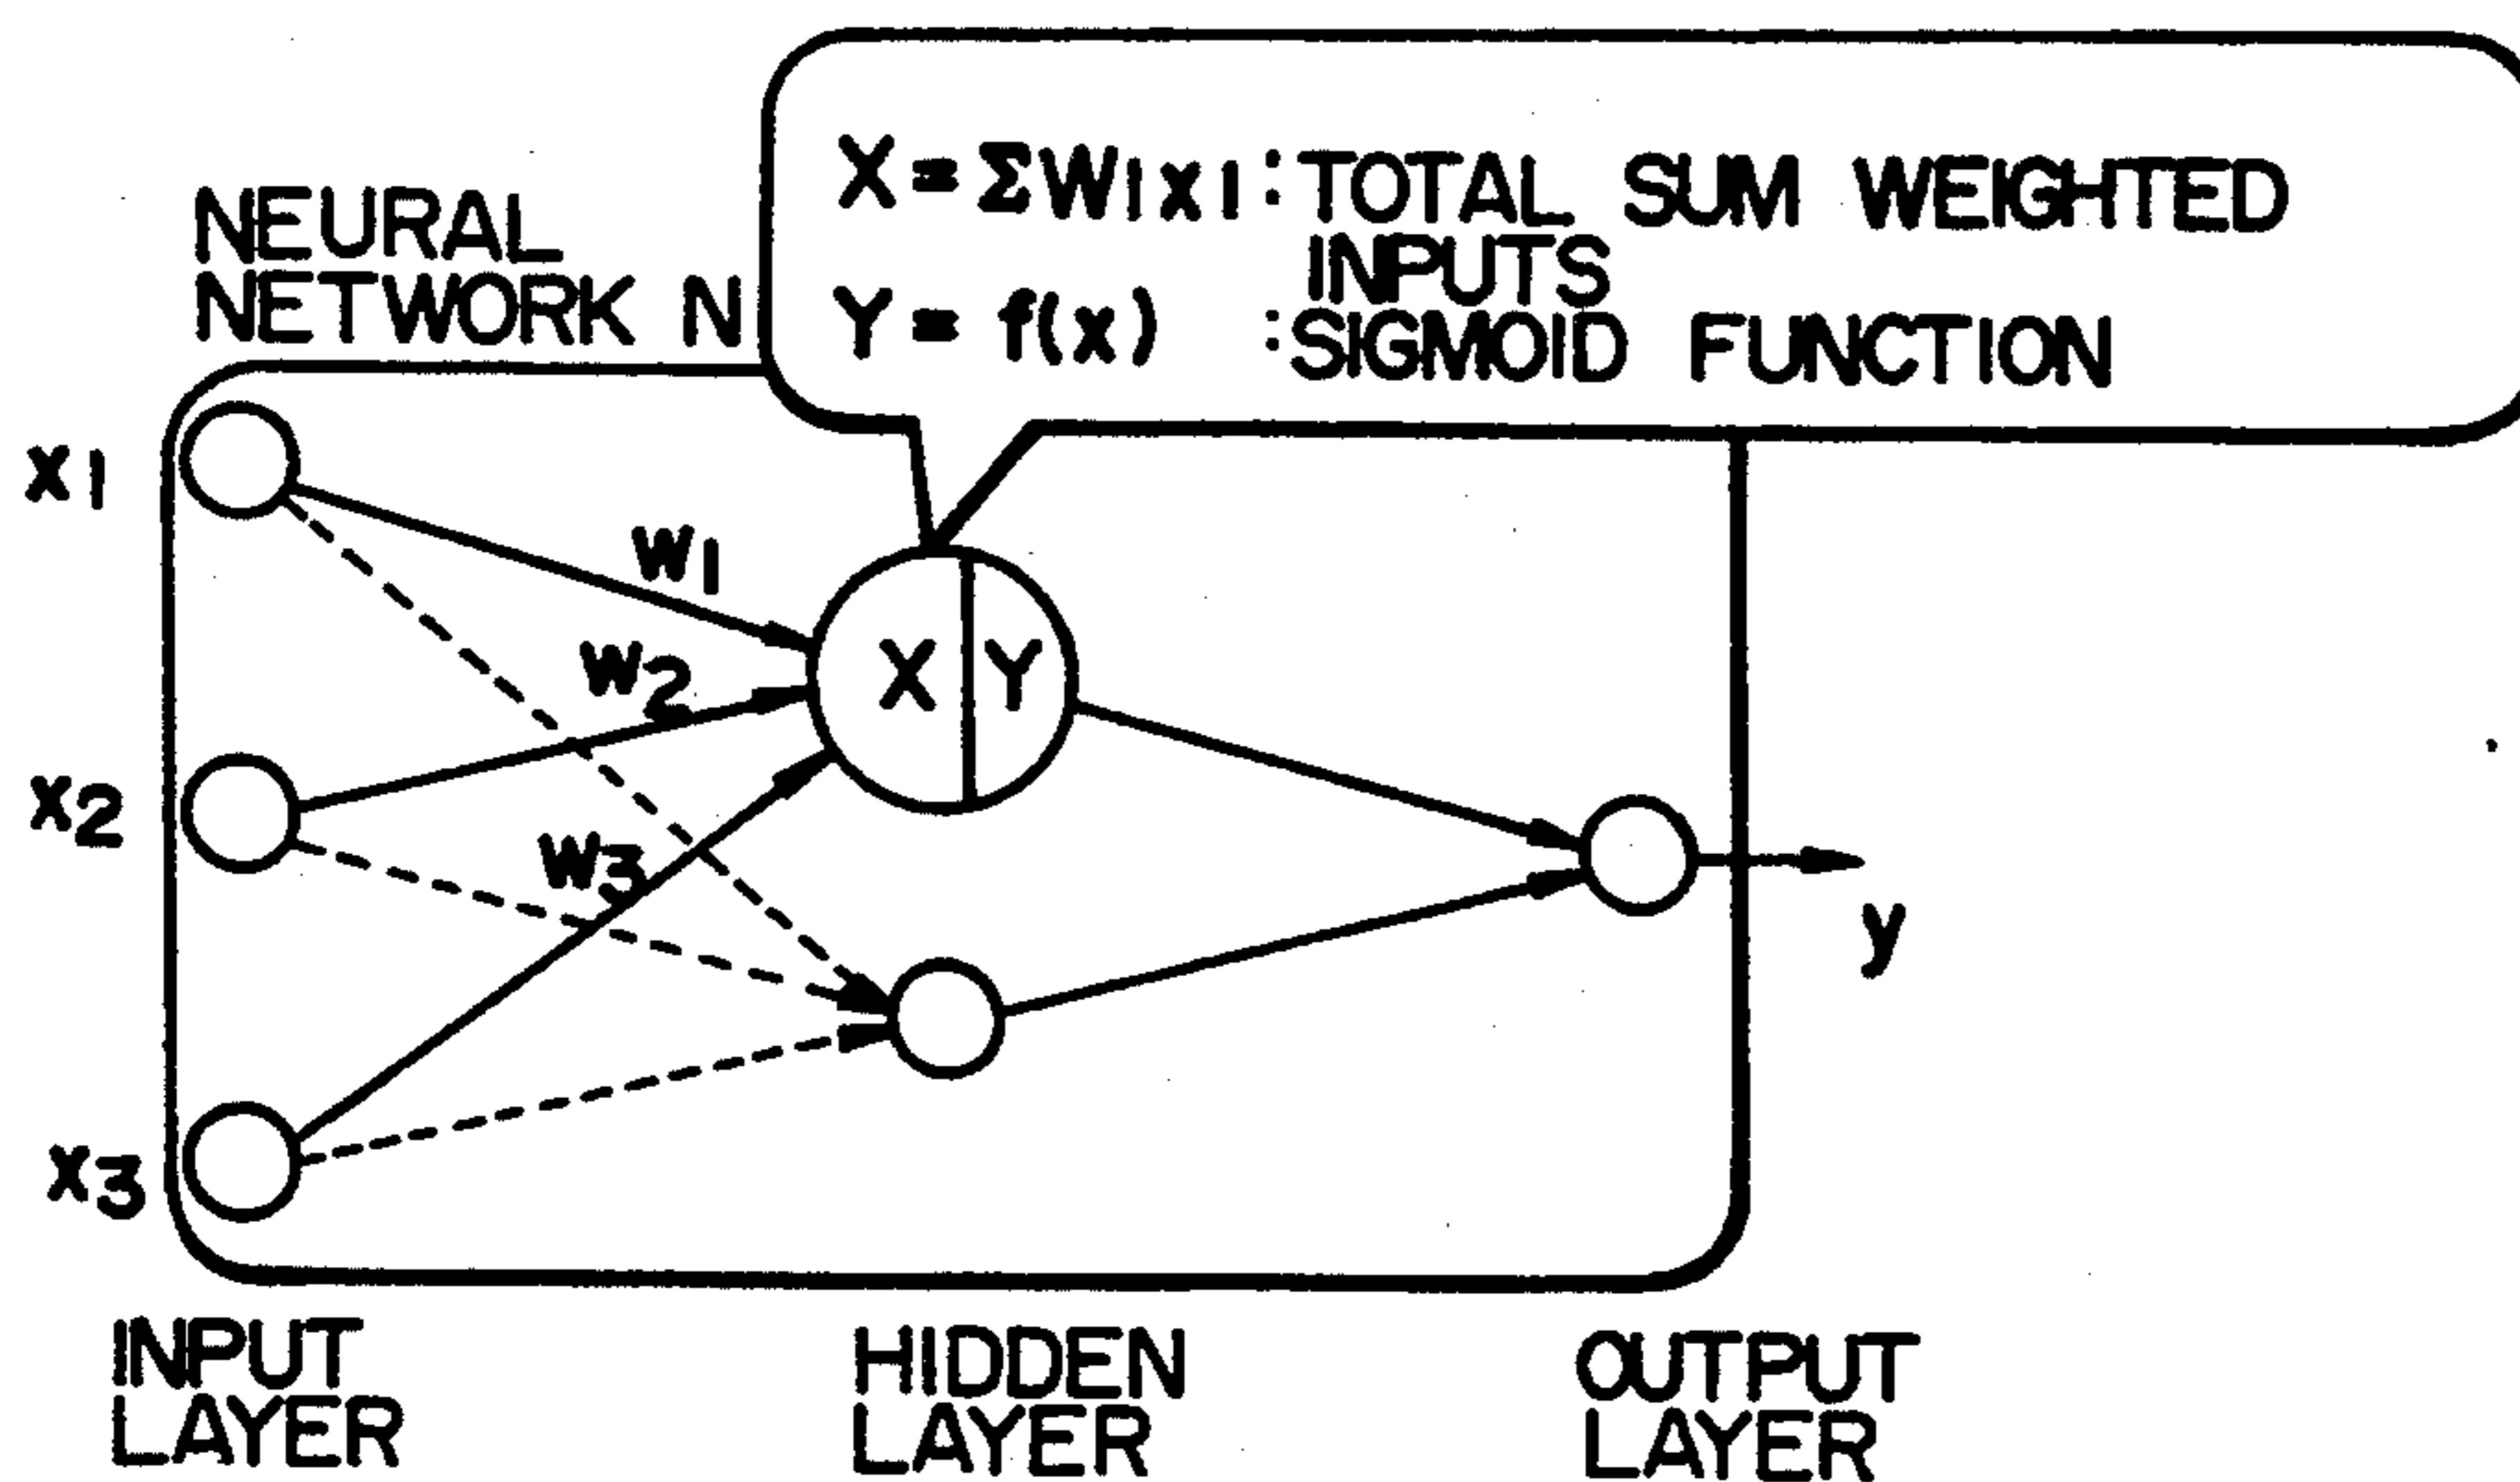 NEURAL
NETWORK N
X = ΣW1x1 : TOTAL SUM WEIGHTED
INPUTS
Y = f(x) : SIGMOID FUNCTION
x1
W1
X Y
W2
x2
W3
y
x3
INPUT
LAYER
HIDDEN
LAYER
OUTPUT
LAYER